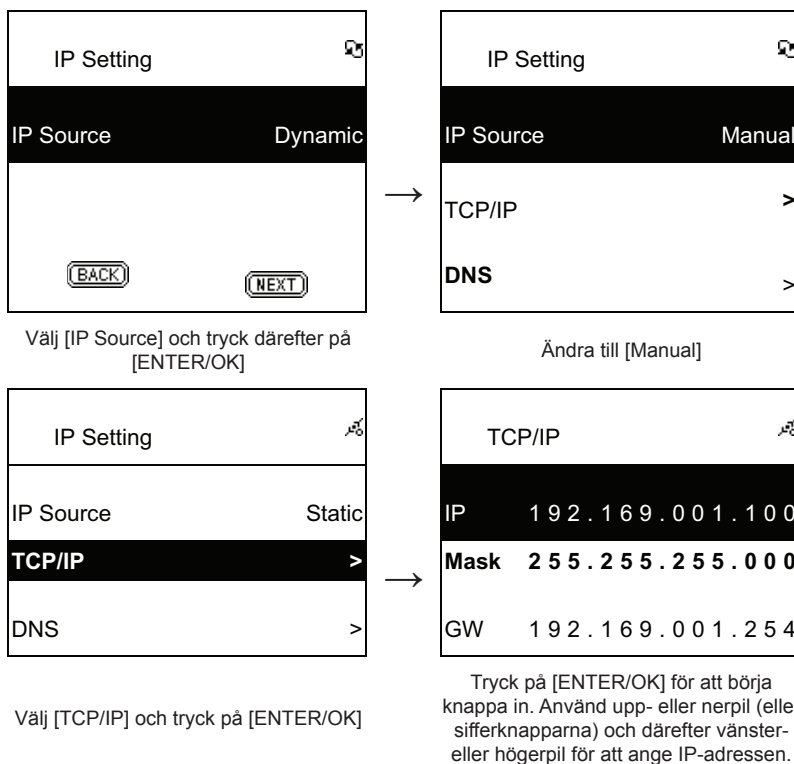 IP Setting
IP Source Dynamic
BACK NEXT
Välj [IP Source] och tryck därefter på
[ENTER/OK]
IP Setting
IP Source Manual
TCP/IP >
DNS >
Ändra till [Manual]
IP Setting
IP Source Static
TCP/IP >
DNS >
Välj [TCP/IP] och tryck på [ENTER/OK]
TCP/IP
IP 192.169.001.100
Mask 255.255.255.000
GW 192.169.001.254
Tryck på [ENTER/OK] för att börja
knappa in. Använd upp- eller nerpil (elle
sifferknapparna) och därefter vänster-
eller högerpil för att ange IP-adressen.